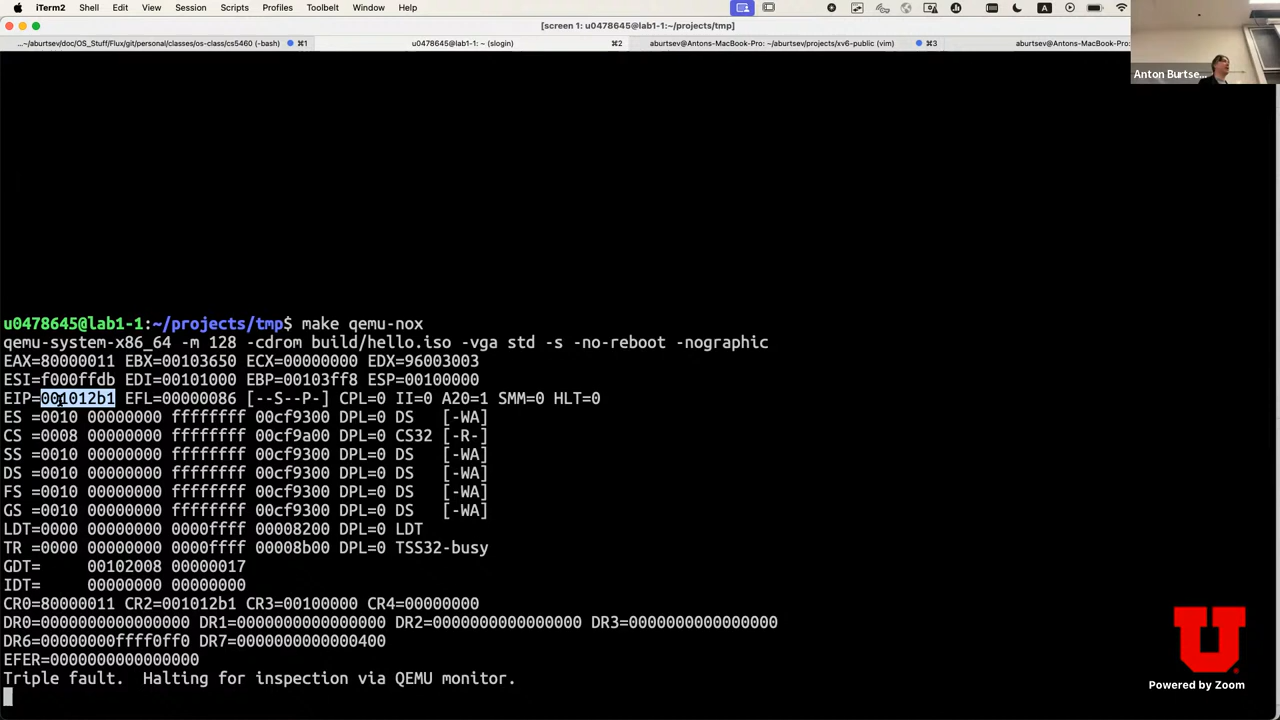 iTerm2 Shell Edit View Session Scripts Profiles Toolbelt Window Help
[screen 1: u0478645@lab1-1:~/projects/tmp]
...~/aburtsev/doc/OS_Stuff/Flux/git/personal/classes/os-class/cs5460 (-bash) ⌘1 u0478645@lab1-1: ~ (slogin) ⌘2 aburtsev@Antons-MacBook-Pro: ~/aburtsev/projects/xv6-public (vim) ⌘3 aburtsev@Antons-MacBook-Pro:
Anton Burtse...
u0478645@lab1-1:~/projects/tmp$ make qemu-nox
qemu-system-x86_64 -m 128 -cdrom build/hello.iso -vga std -s -no-reboot -nographic
EAX=80000011 EBX=00103650 ECX=00000000 EDX=96003003
ESI=f000ffdb EDI=00101000 EBP=00103ff8 ESP=00100000
EIP=001012b1 EFL=00000086 [--S--P-] CPL=0 II=0 A20=1 SMM=0 HLT=0
ES =0010 00000000 ffffffff 00cf9300 DPL=0 DS [-WA]
CS =0008 00000000 ffffffff 00cf9a00 DPL=0 CS32 [-R-]
SS =0010 00000000 ffffffff 00cf9300 DPL=0 DS [-WA]
DS =0010 00000000 ffffffff 00cf9300 DPL=0 DS [-WA]
FS =0010 00000000 ffffffff 00cf9300 DPL=0 DS [-WA]
GS =0010 00000000 ffffffff 00cf9300 DPL=0 DS [-WA]
LDT=0000 00000000 0000ffff 00008200 DPL=0 LDT
TR =0000 00000000 0000ffff 00008b00 DPL=0 TSS32-busy
GDT= 00102008 00000017
IDT= 00000000 00000000
CR0=80000011 CR2=001012b1 CR3=00100000 CR4=00000000
DR0=0000000000000000 DR1=0000000000000000 DR2=0000000000000000 DR3=0000000000000000
DR6=00000000ffff0ff0 DR7=0000000000000400
EFER=0000000000000000
Triple fault. Halting for inspection via QEMU monitor.
U
Powered by Zoom